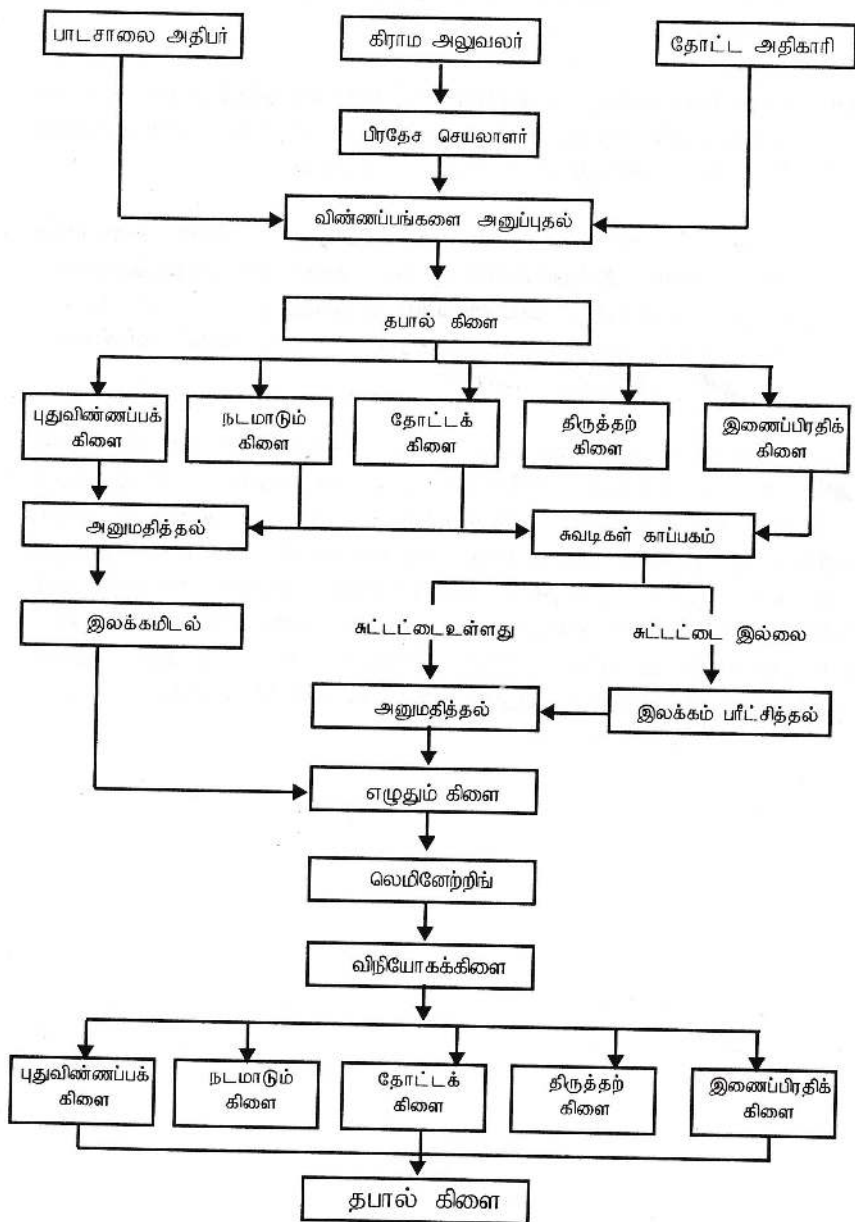 பாடசாலை அதிபர்
கிராம அலுவலர்
தோட்ட அதிகாரி
பிரதேச செயலாளர்
விண்ணப்பங்களை அனுப்புதல்
தபால் கிளை
புதுவிண்ணப்பக்
கிளை
நடமாடும்
கிளை
தோட்டக்
கிளை
திருத்தற்
கிளை
இணைப்பிரதிக்
கிளை
அனுமதித்தல்
சுவடிகள் காப்பகம்
இலக்கமிடல்
சுட்டட்டைஉள்ளது
சுட்டட்டை இல்லை
அனுமதித்தல்
இலக்கம் பரீட்சித்தல்
எழுதும் கிளை
லெமினேற்றிங்
விநியோகக்கிளை
புதுவிண்ணப்பக்
கிளை
நடமாடும்
கிளை
தோட்டக்
கிளை
திருத்தற்
கிளை
இணைப்பிரதிக்
கிளை
தபால் கிளை